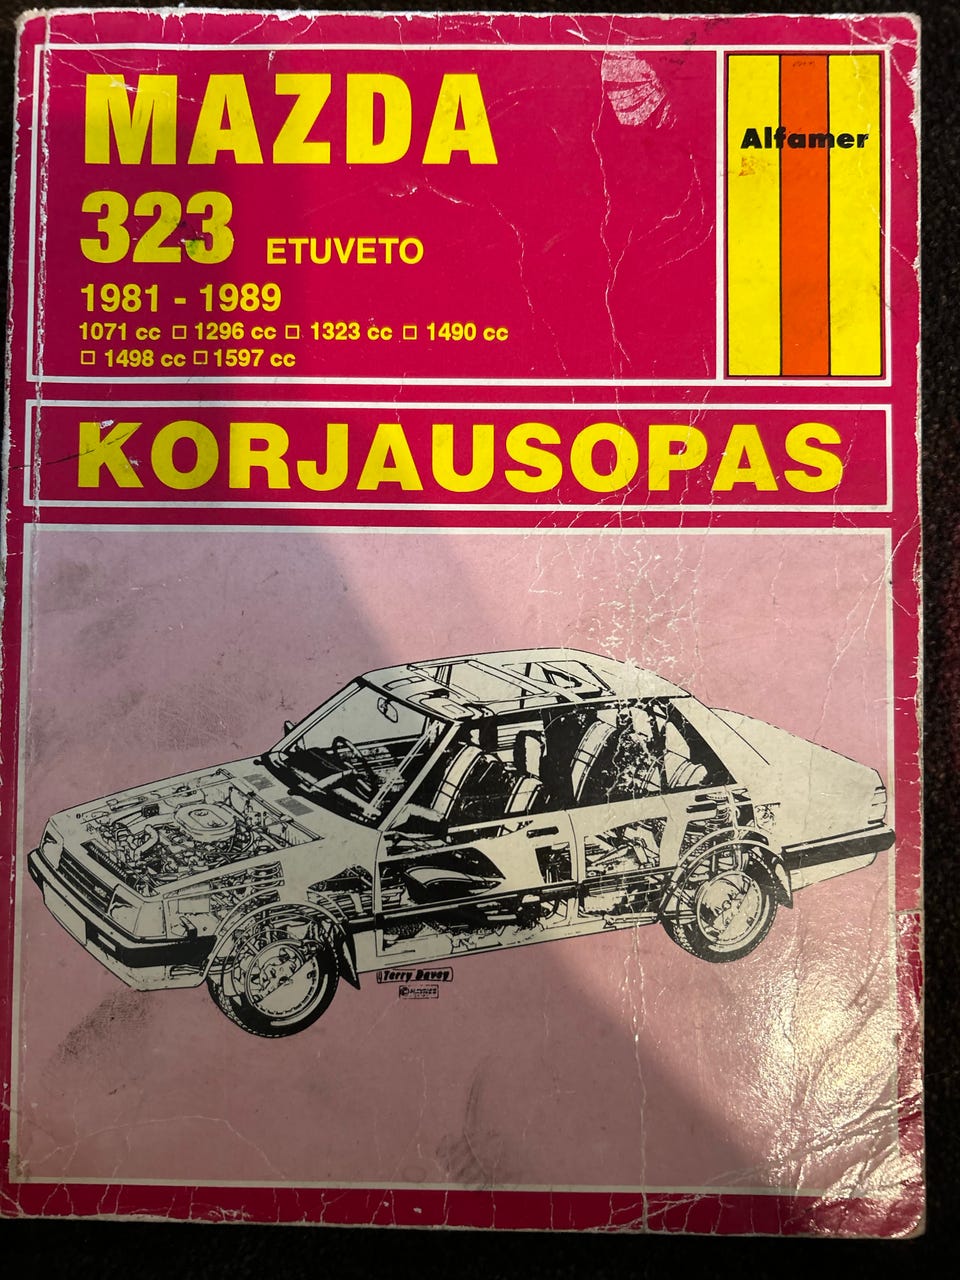 MAZDA
323 ETUVETO
1981 - 1989
1071 cc □ 1296 cc □ 1323 cc □ 1490 cc
□ 1498 cc □ 1597 cc
Alfamer
KORJAUSOPAS
Terry Davey